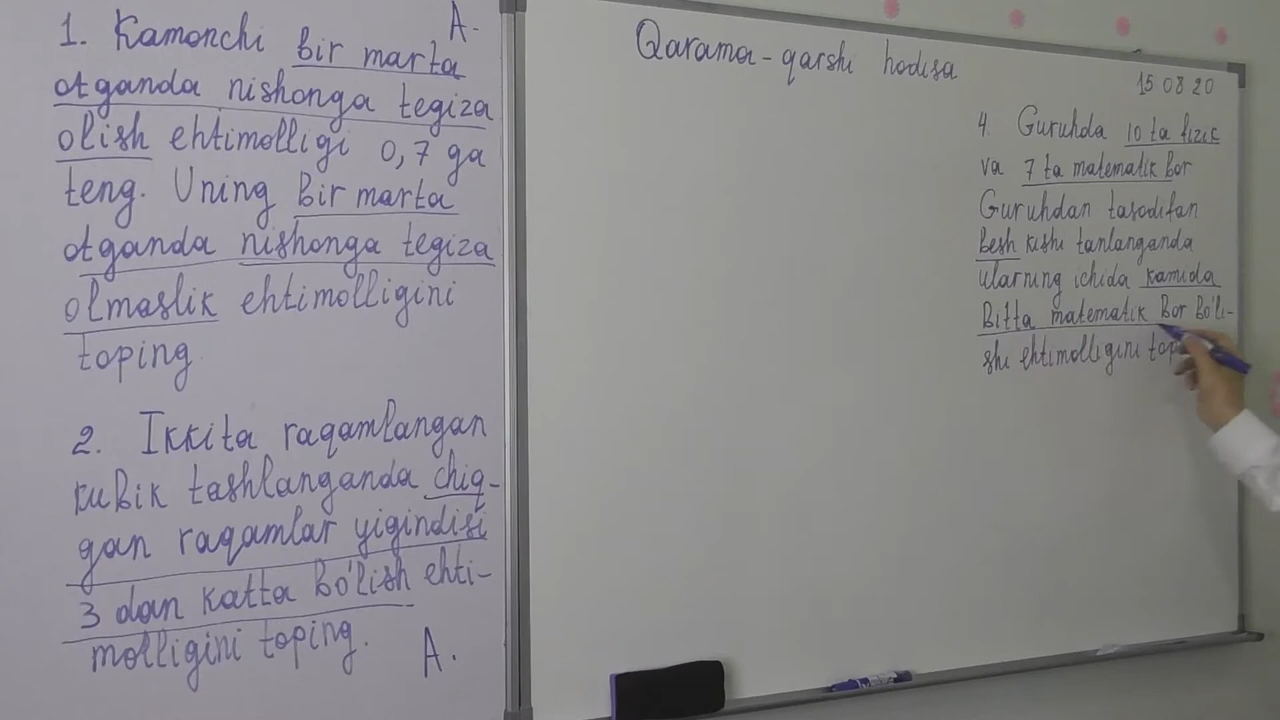 A.
1. Kamonchi bir marta
otganda nishonga tegiza
olish ehtimolligi 0,7 ga
teng. Uning bir marta
otganda nishonga tegiza
olmaslik ehtimolligini
toping
2. Ikkita raqamlangan
kubik tashlanganda chiq-
gan raqamlar yigindisi
3 dan katta bo'lish ehti-
molligini toping.
A.
Qarama-qarshi hodisa
15 08 20
4. Guruhda 10 ta fizik
va 7 ta matematik bor
Guruhdan tasodifan
besh kishi tanlanganda
ularning ichida kamida
bitta matematik bor bo'li-
shi ehtimolligini top